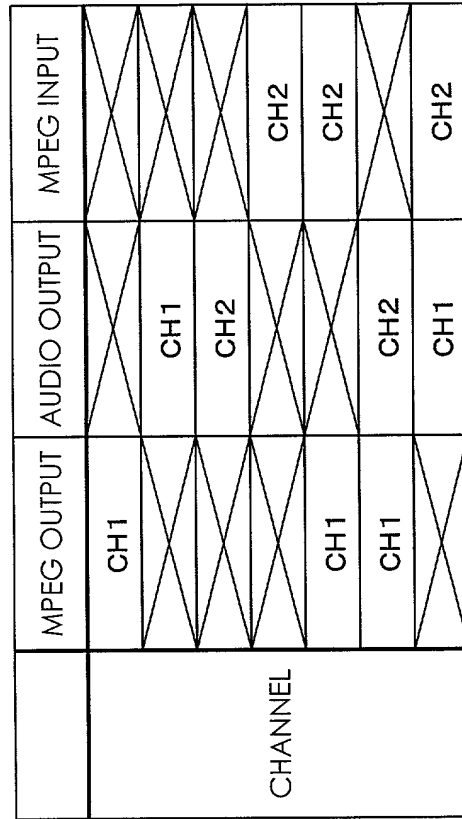 MPEG OUTPUT AUDIO OUTPUT MPEG INPUT
CHANNEL
CH1
CH1
CH2
CH2
CH1 CH2
CH1 CH2
CH1 CH2